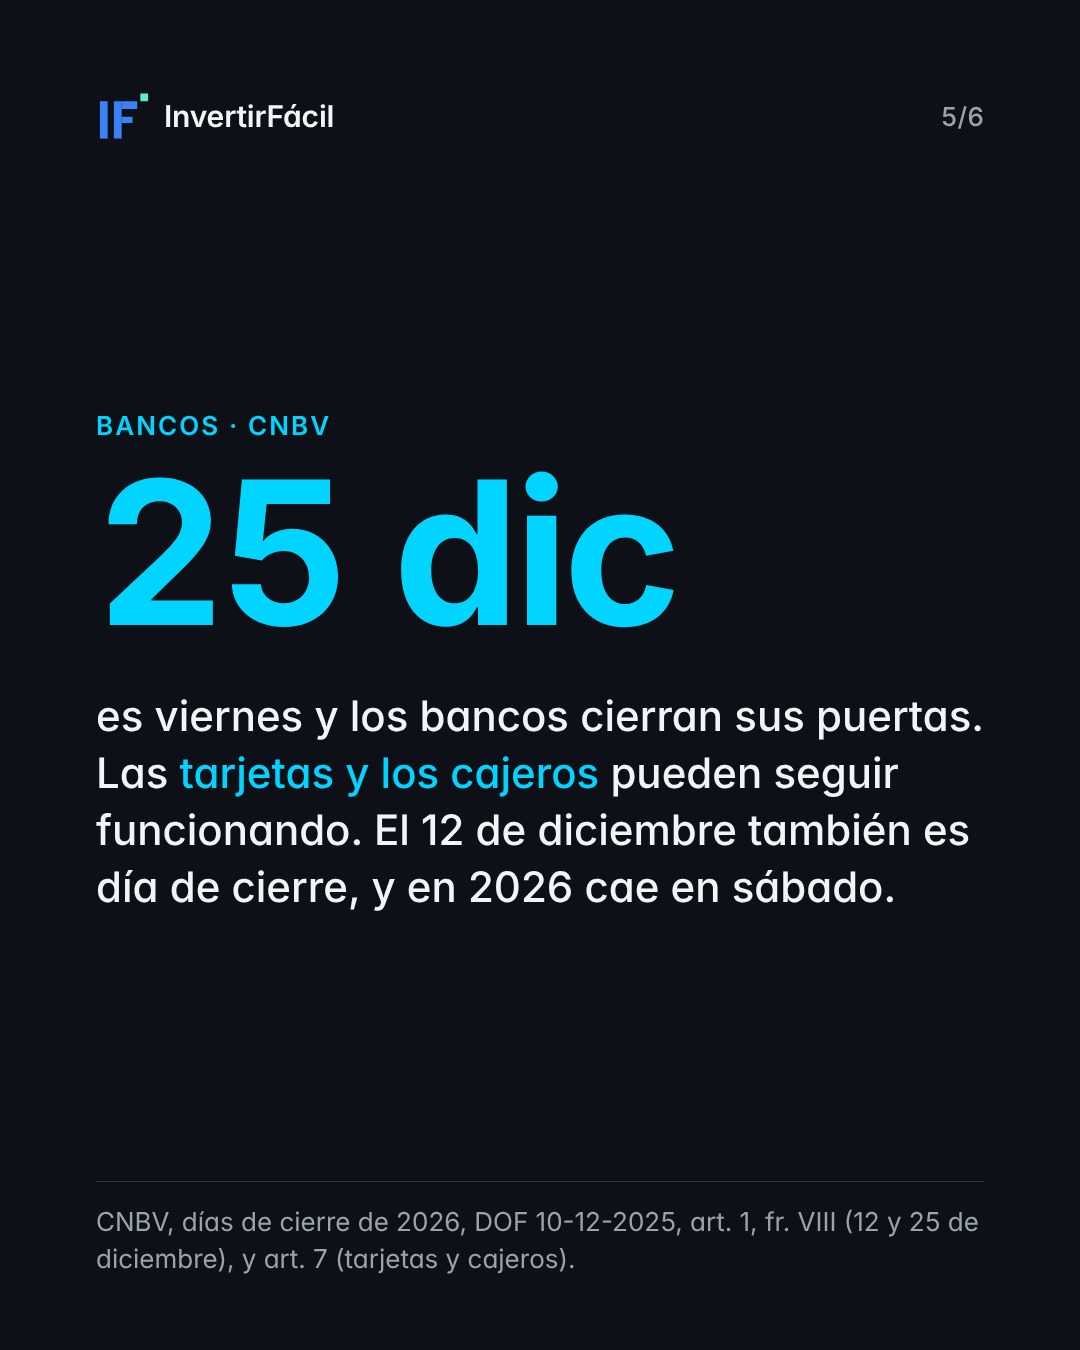 IF InvertirFácil
5/6
BANCOS · CNBV
25 dic
es viernes y los bancos cierran sus puertas.
Las tarjetas y los cajeros pueden seguir
funcionando. El 12 de diciembre también es
día de cierre, y en 2026 cae en sábado.
CNBV, días de cierre de 2026, DOF 10-12-2025, art. 1, fr. VIII (12 y 25 de
diciembre), y art. 7 (tarjetas y cajeros).